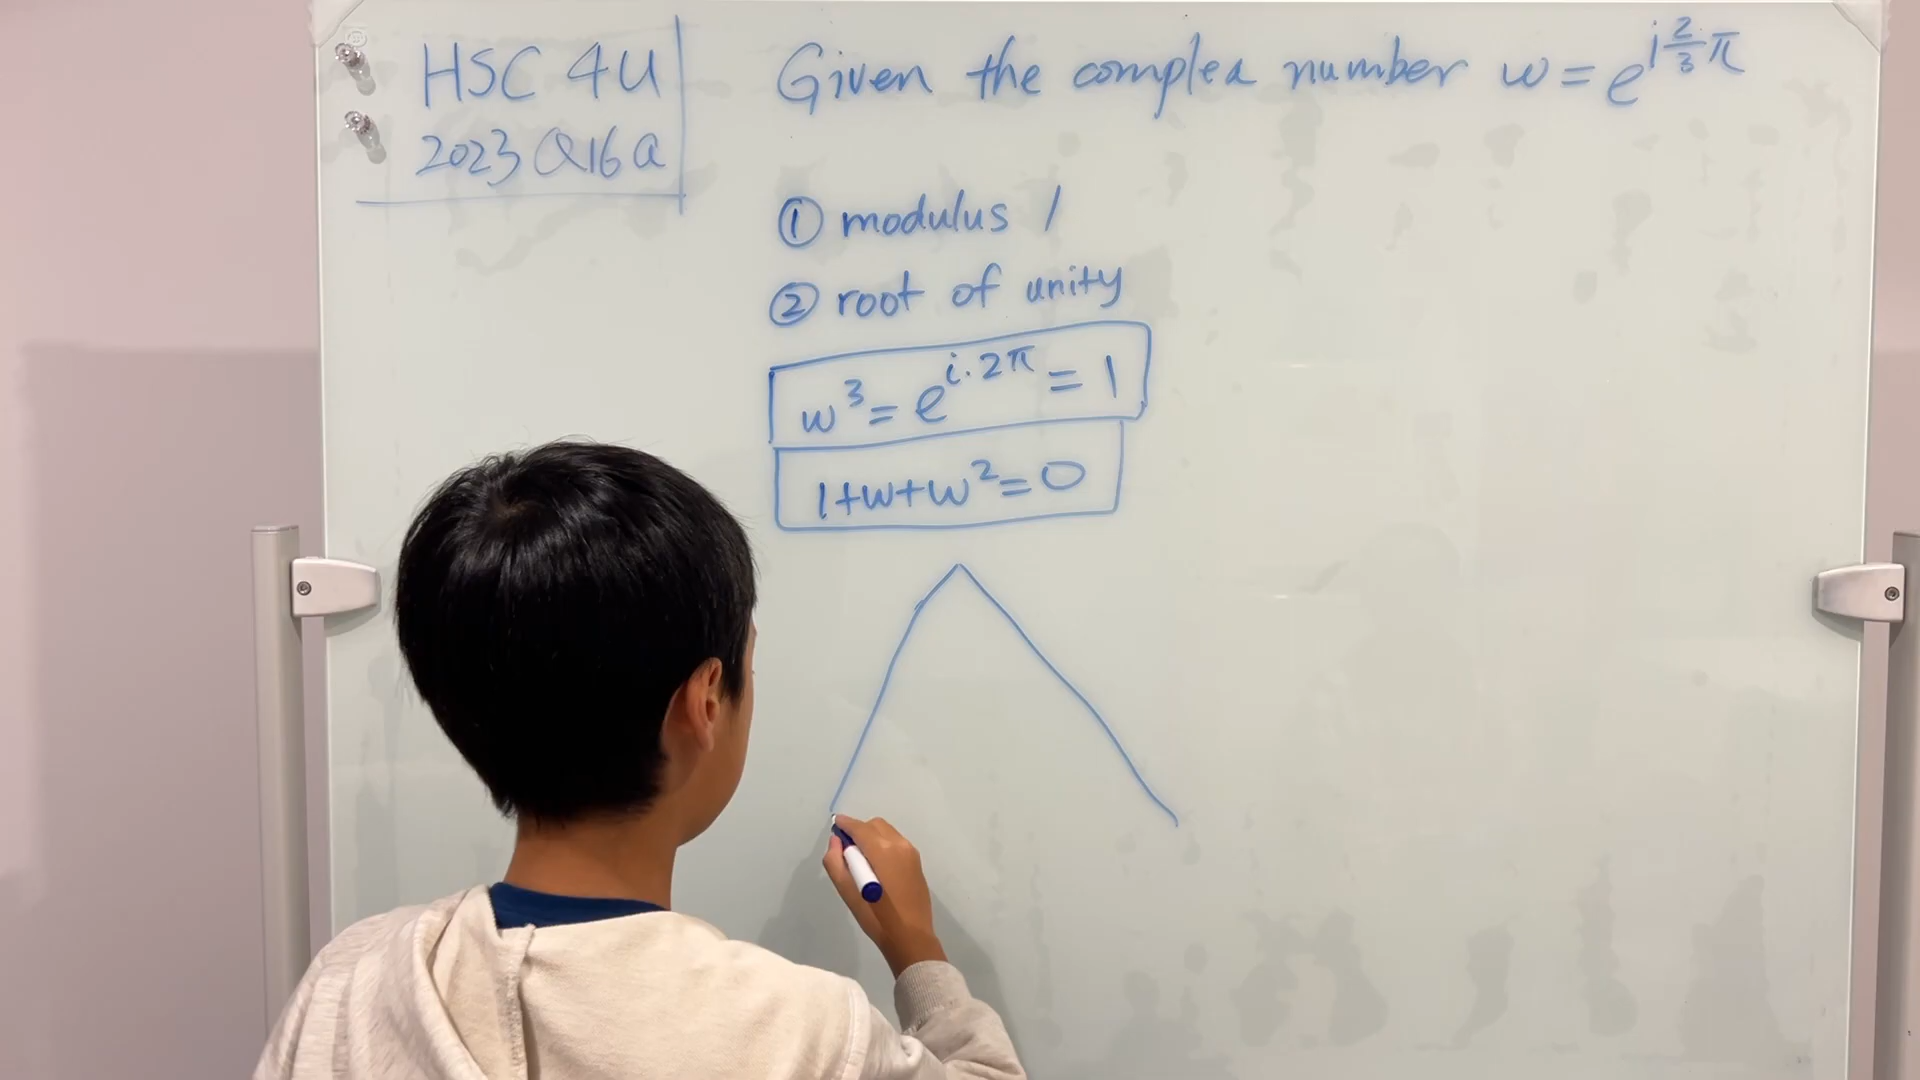 HSC 4U
2023 Q16 a
Given the complex number w = e^{i\frac{2}{3}π}
① modulus 1
② root of unity
w³ = e^{i.2π} = 1
1+w+w² = 0